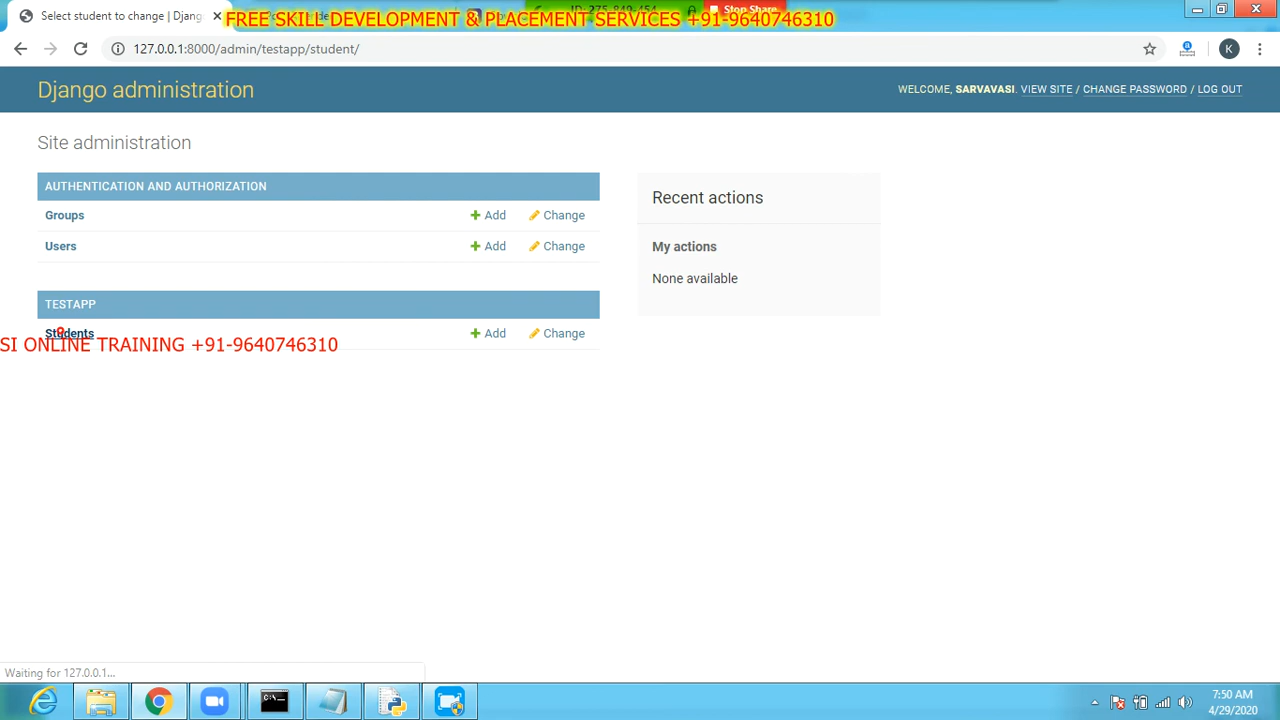 Select student to change | Djang
FREE SKILL DEVELOPMENT & PLACEMENT SERVICES +91-9640746310
Stop Share
127.0.0.1:8000/admin/testapp/student/
K
Django administration
WELCOME, SARVAVASI. VIEW SITE / CHANGE PASSWORD / LOG OUT
Site administration
AUTHENTICATION AND AUTHORIZATION
Groups
Add
Change
Users
Add
Change
TESTAPP
Students
Add
Change
Recent actions
My actions
None available
SI ONLINE TRAINING +91-9640746310
Waiting for 127.0.0.1...
7:50 AM
4/29/2020